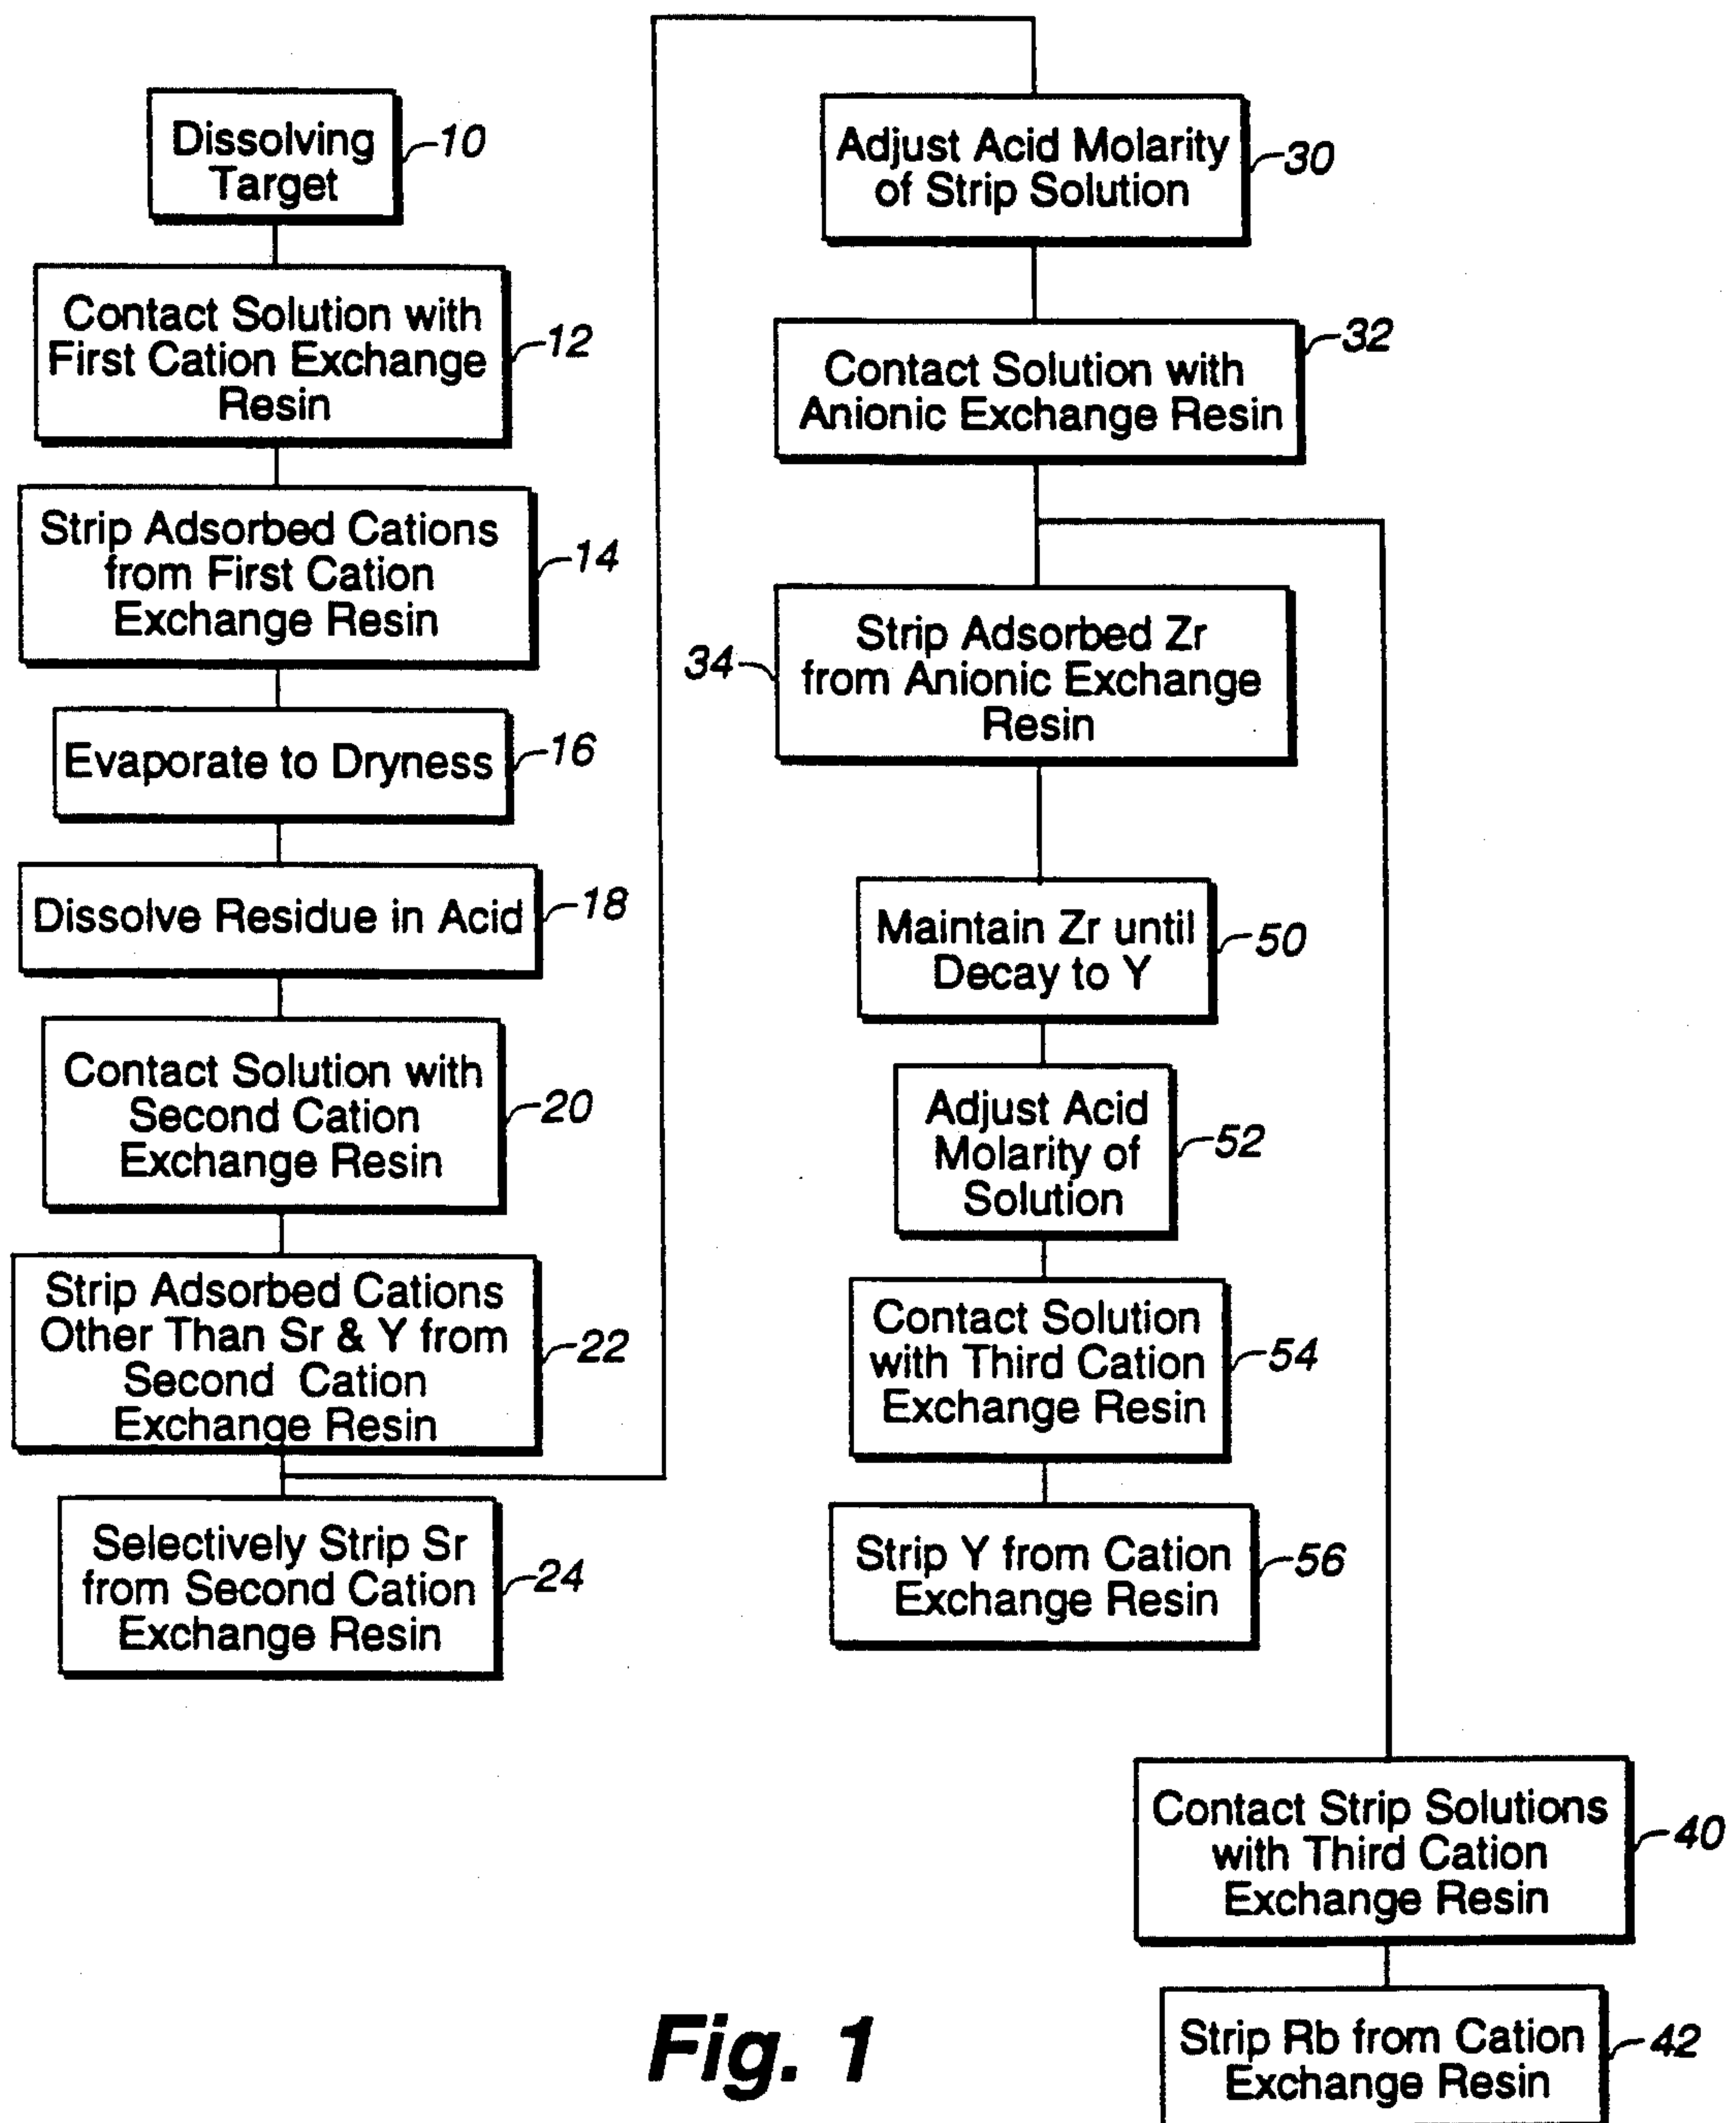 Dissolving
Target
10
Contact Solution with
First Cation Exchange
Resin
12
Strip Adsorbed Cations
from First Cation
Exchange Resin
14
Evaporate to Dryness
16
Dissolve Residue in Acid
18
Contact Solution with
Second Cation
Exchange Resin
20
Strip Adsorbed Cations
Other Than Sr & Y from
Second Cation
Exchange Resin
22
Selectively Strip Sr
from Second Cation
Exchange Resin
24
Adjust Acid Molarity
of Strip Solution
30
Contact Solution with
Anionic Exchange Resin
32
Strip Adsorbed Zr
from Anionic Exchange
Resin
34
Maintain Zr until
Decay to Y
50
Adjust Acid
Molarity of
Solution
52
Contact Solution
with Third Cation
Exchange Resin
54
Strip Y from Cation
Exchange Resin
56
Contact Strip Solutions
with Third Cation
Exchange Resin
40
Strip Rb from Cation
Exchange Resin
42
Fig. 1